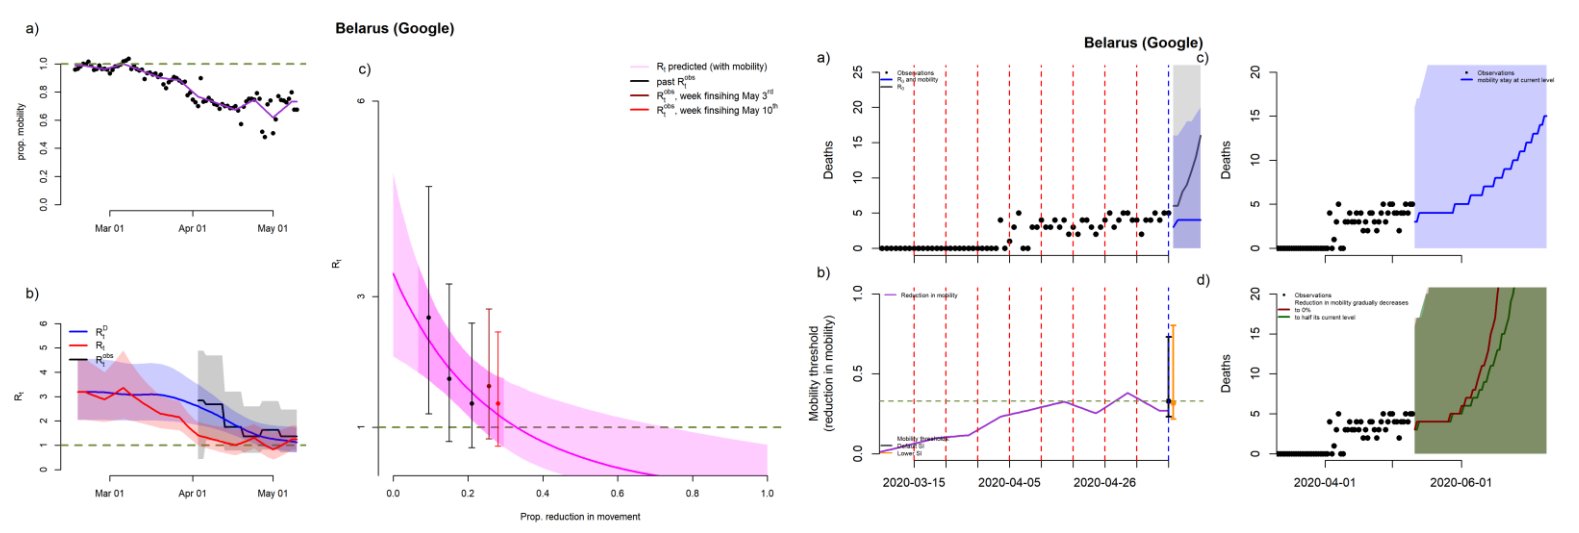 Belarus (Google)
a)
prop. mobility
1.0
0.8
0.6
0.4
0.2
0.0
Mar 01
Apr 01
May 01
b)
Rt
6
5
4
3
2
1
0
RtD
Rt
Rtobs
Mar 01
Apr 01
May 01
c)
Rt predicted (with mobility)
past Rtobs
Rtobs, week finsihing May 3rd
Rtobs, week finsihing May 10th
Rt
6
3
1
0.0
0.2
0.4
0.6
0.8
1.0
Prop. reduction in movement
Belarus (Google)
a)
Deaths
25
20
15
10
5
0
Observations
R0 and mobility
R0
b)
Mobility threshold
(reduction in mobility)
1.0
0.5
0.0
Reduction in mobility
Mobility threshold
Default SI
Lower SI
2020-03-15
2020-04-05
2020-04-26
c)
Deaths
20
15
10
5
0
Observations
mobility stay at current level
d)
Deaths
20
15
10
5
0
Observations
Reduction in mobility gradually decreases
to 0%
to half its current level
2020-04-01
2020-06-01